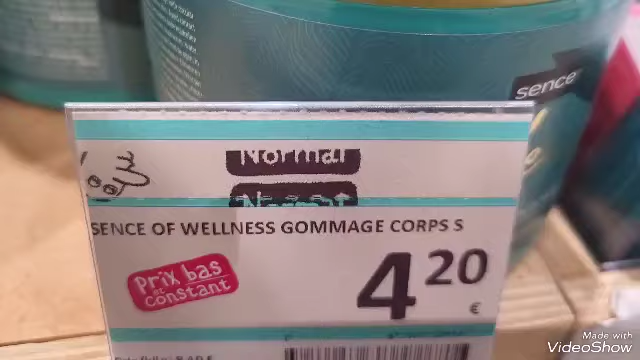 sence
Normal
SENCE OF WELLNESS GOMMAGE CORPS S
Prix bas
et
constant
4 20
€
Made with
VideoShow